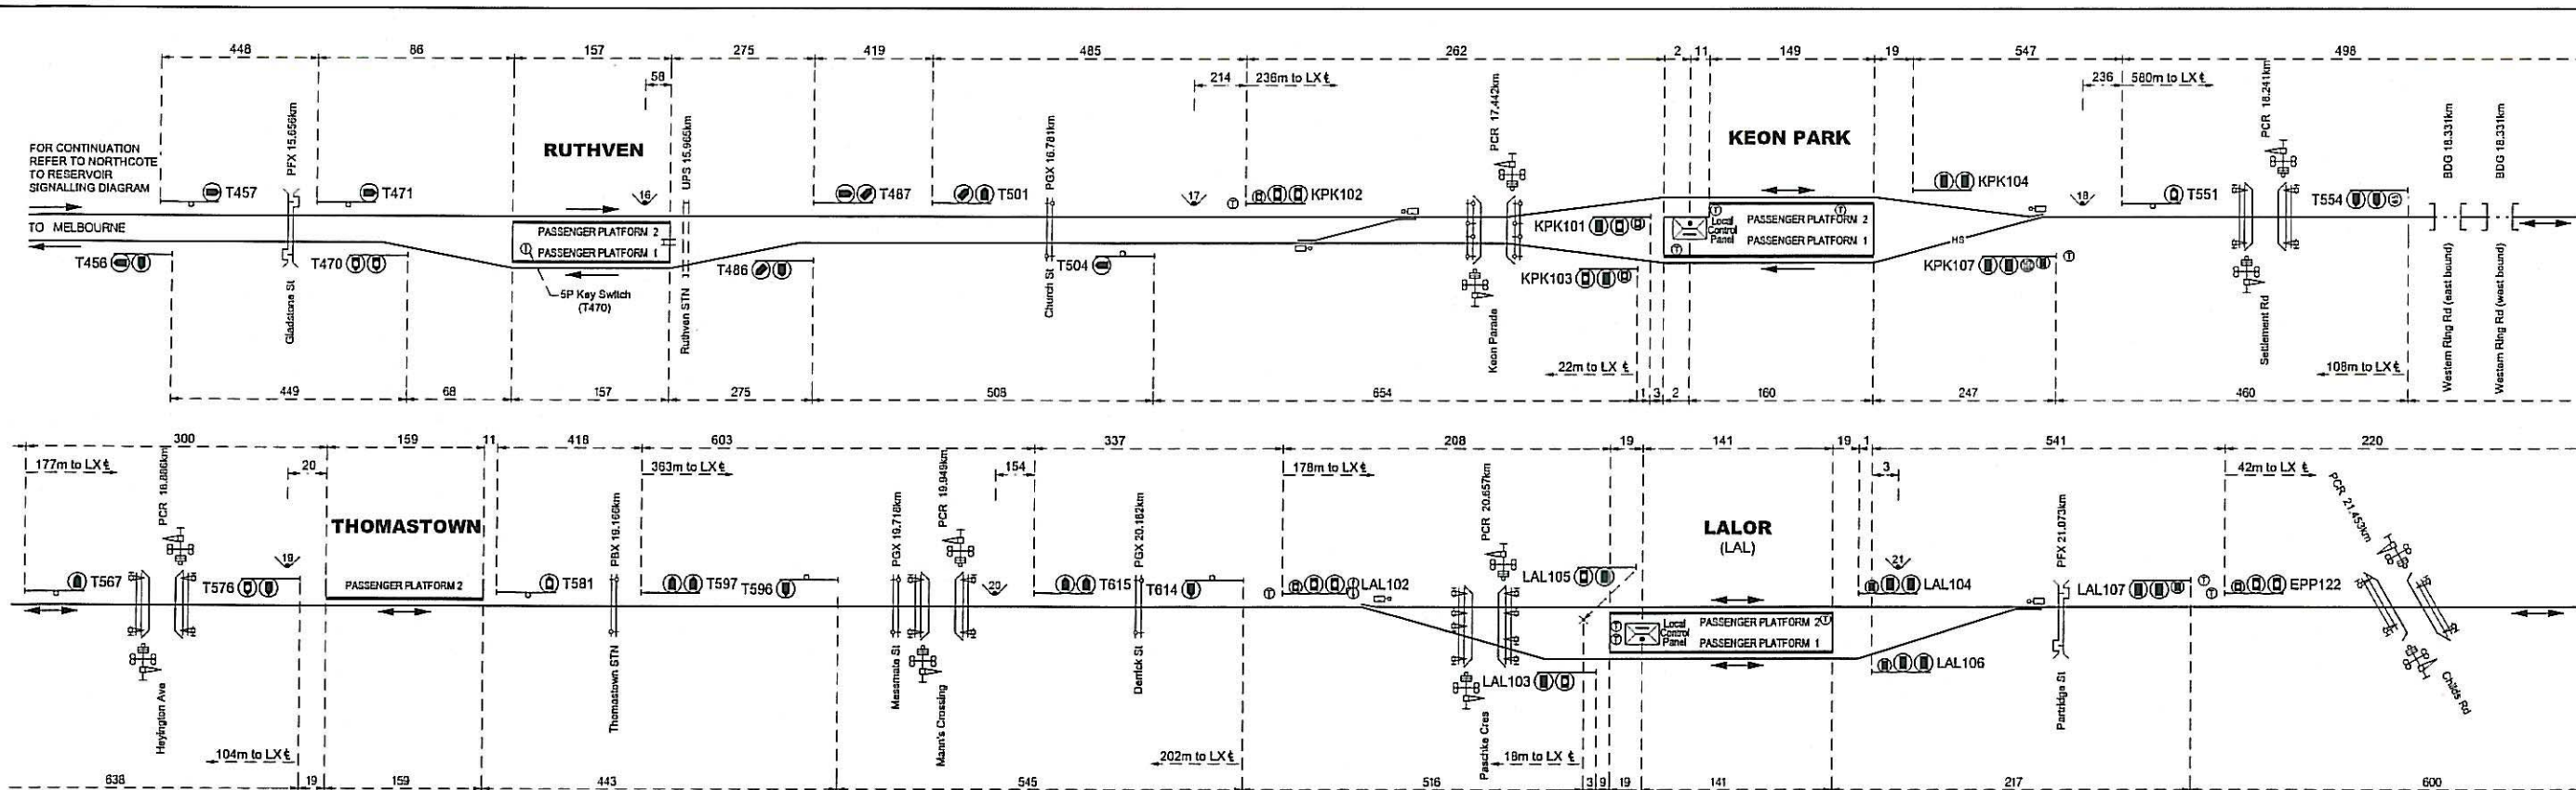 448 86 157 275 419 485 262 2 11 149 19 547 498
58 214 236m to LX ℄ 236 580m to LX ℄
FOR CONTINUATION
REFER TO NORTHCOTE
TO RESERVOIR
SIGNALLING DIAGRAM
PFX 15.656km
RUTHVEN
UPS 15.965km
PGX 16.781km
PCR 17.442km
KEON PARK
PCR 18.241km
BDG 18.331km
BDG 18.331km
T457 T471 16 T487 T501 17 KPK102 KPK104 18 T551 T554
TO MELBOURNE
PASSENGER PLATFORM 2
PASSENGER PLATFORM 1
KPK101
Local
Control
Panel
PASSENGER PLATFORM 2
PASSENGER PLATFORM 1
HS
T456 T470 T486 T504 KPK103 KPK107
5P Key Switch
(T470)
Gladstone St
Ruthven STN
Church St
Keon Parade
Settlement Rd
Western Ring Rd (east bound)
Western Ring Rd (west bound)
22m to LX ℄ 108m to LX ℄
449 68 157 275 508 654 1 3 2 160 247 460
300 159 11 418 603 337 208 19 141 19 1 541 220
177m to LX ℄ 20 363m to LX ℄ 154 178m to LX ℄ 3 42m to LX ℄
PCR 18.886km
THOMASTOWN
PBX 19.166km
PGX 19.718km
PCR 19.949km
PGX 20.182km
PCR 20.657km
LALOR
(LAL)
PFX 21.073km
PCR 21.453km
T567 T576 19 T581 T597 T596 20 T615 T614 LAL102 LAL105 21 LAL104 LAL107 EPP122
PASSENGER PLATFORM 2
Local
Control
Panel
PASSENGER PLATFORM 2
PASSENGER PLATFORM 1
LAL103 LAL106
Heyington Ave
Thomastown STN
Messmate St
Mann's Crossing
Derrick St
Paschke Cres
Partridge St
Childs Rd
104m to LX ℄ 202m to LX ℄ 18m to LX ℄
638 19 159 443 545 516 3 9 19 141 217 600